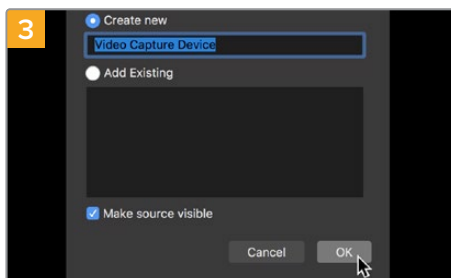 3
Create new
Video Capture Device
Add Existing
Make source visible
Cancel OK